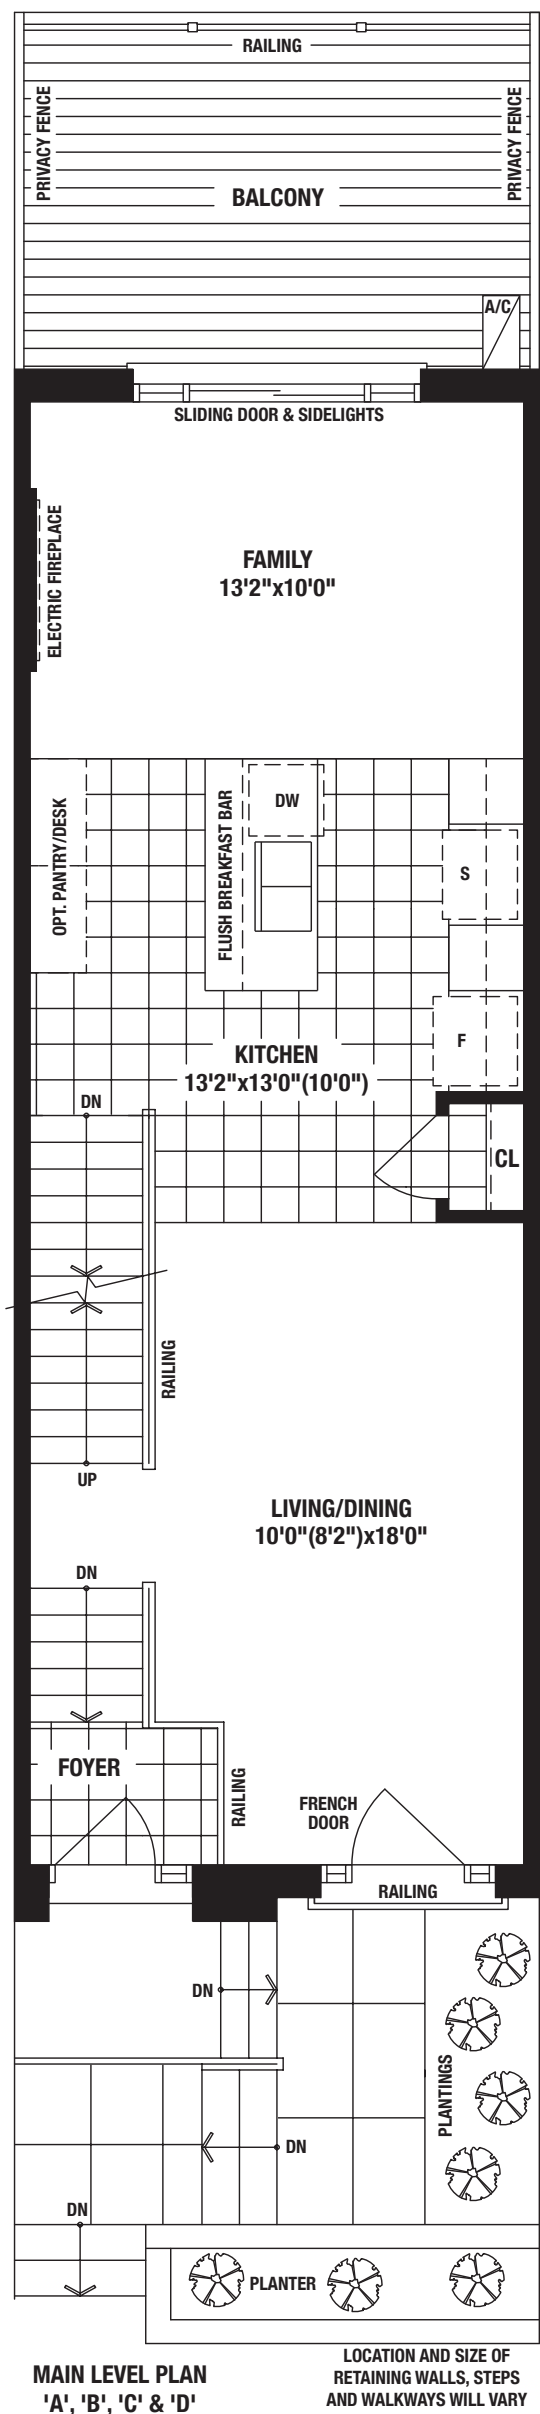 RAILING
PRIVACY FENCE
PRIVACY FENCE
BALCONY
A/C
SLIDING DOOR & SIDELIGHTS
ELECTRIC FIREPLACE
FAMILY
13'2"x10'0"
OPT. PANTRY/DESK
FLUSH BREAKFAST BAR
DW
S
F
KITCHEN
13'2"x13'0"(10'0")
DN
CL
RAILING
UP
LIVING/DINING
10'0"(8'2")x18'0"
DN
FOYER
RAILING
FRENCH
DOOR
RAILING
DN
PLANTINGS
DN
DN
PLANTER
MAIN LEVEL PLAN
'A', 'B', 'C' & 'D'
LOCATION AND SIZE OF
RETAINING WALLS, STEPS
AND WALKWAYS WILL VARY